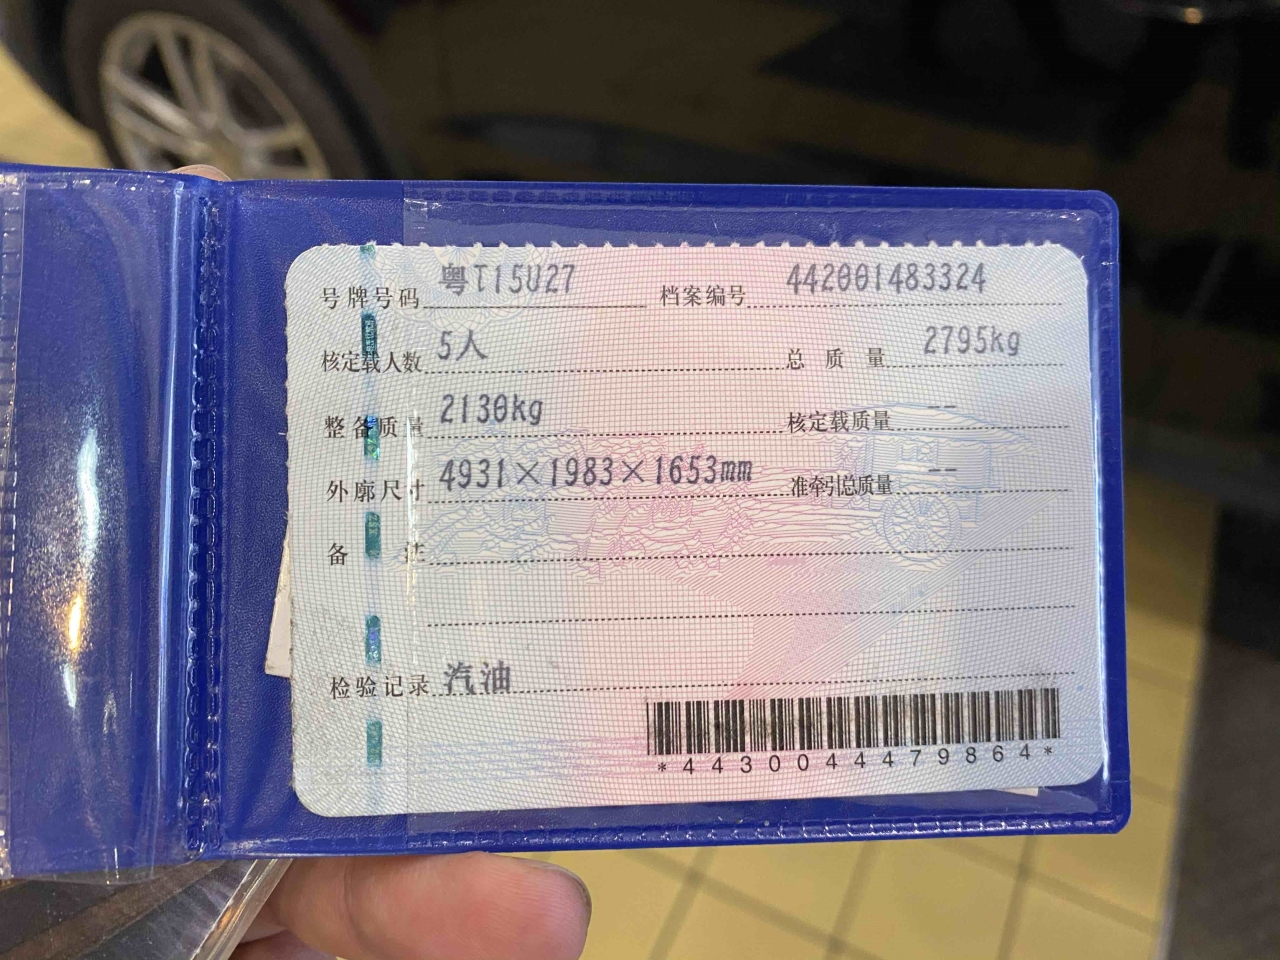 号牌号码 粤T15U27 档案编号 442001483324
核定载人数 5人 总质量 2795kg
整备质量 2130kg 核定载质量 --
外廓尺寸 4931×1983×1653mm 准牵引总质量 --
备注
检验记录 汽油
*4430044479864*